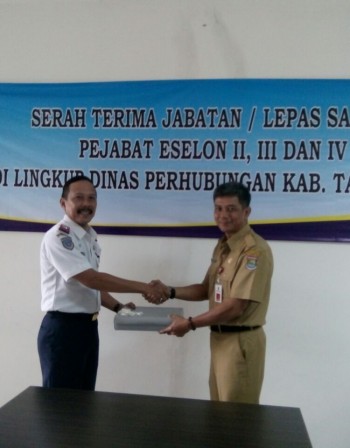 SERAH TERIMA JABATAN / LEPAS SA
PEJABAT ESELON II, III DAN IV
DI LINGKUP DINAS PERHUBUNGAN KAB. TA